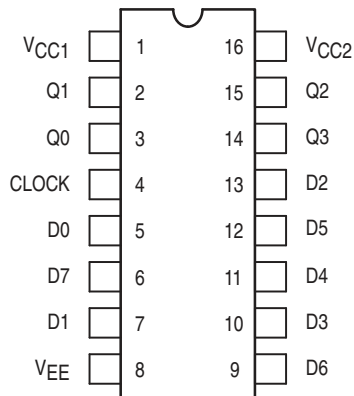 VCC1 1 16 VCC2
Q1 2 15 Q2
Q0 3 14 Q3
CLOCK 4 13 D2
D0 5 12 D5
D7 6 11 D4
D1 7 10 D3
VEE 8 9 D6